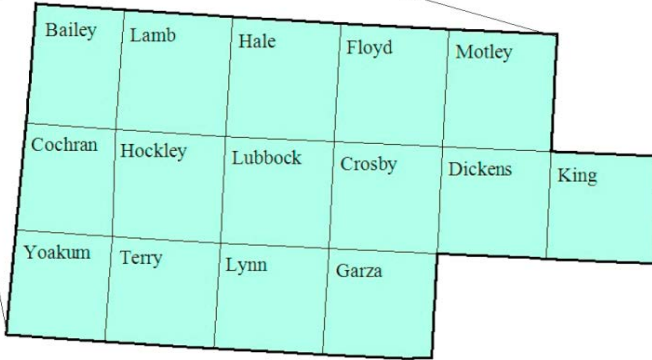 Bailey
Lamb
Hale
Floyd
Motley
Cochran
Hockley
Lubbock
Crosby
Dickens
King
Yoakum
Terry
Lynn
Garza